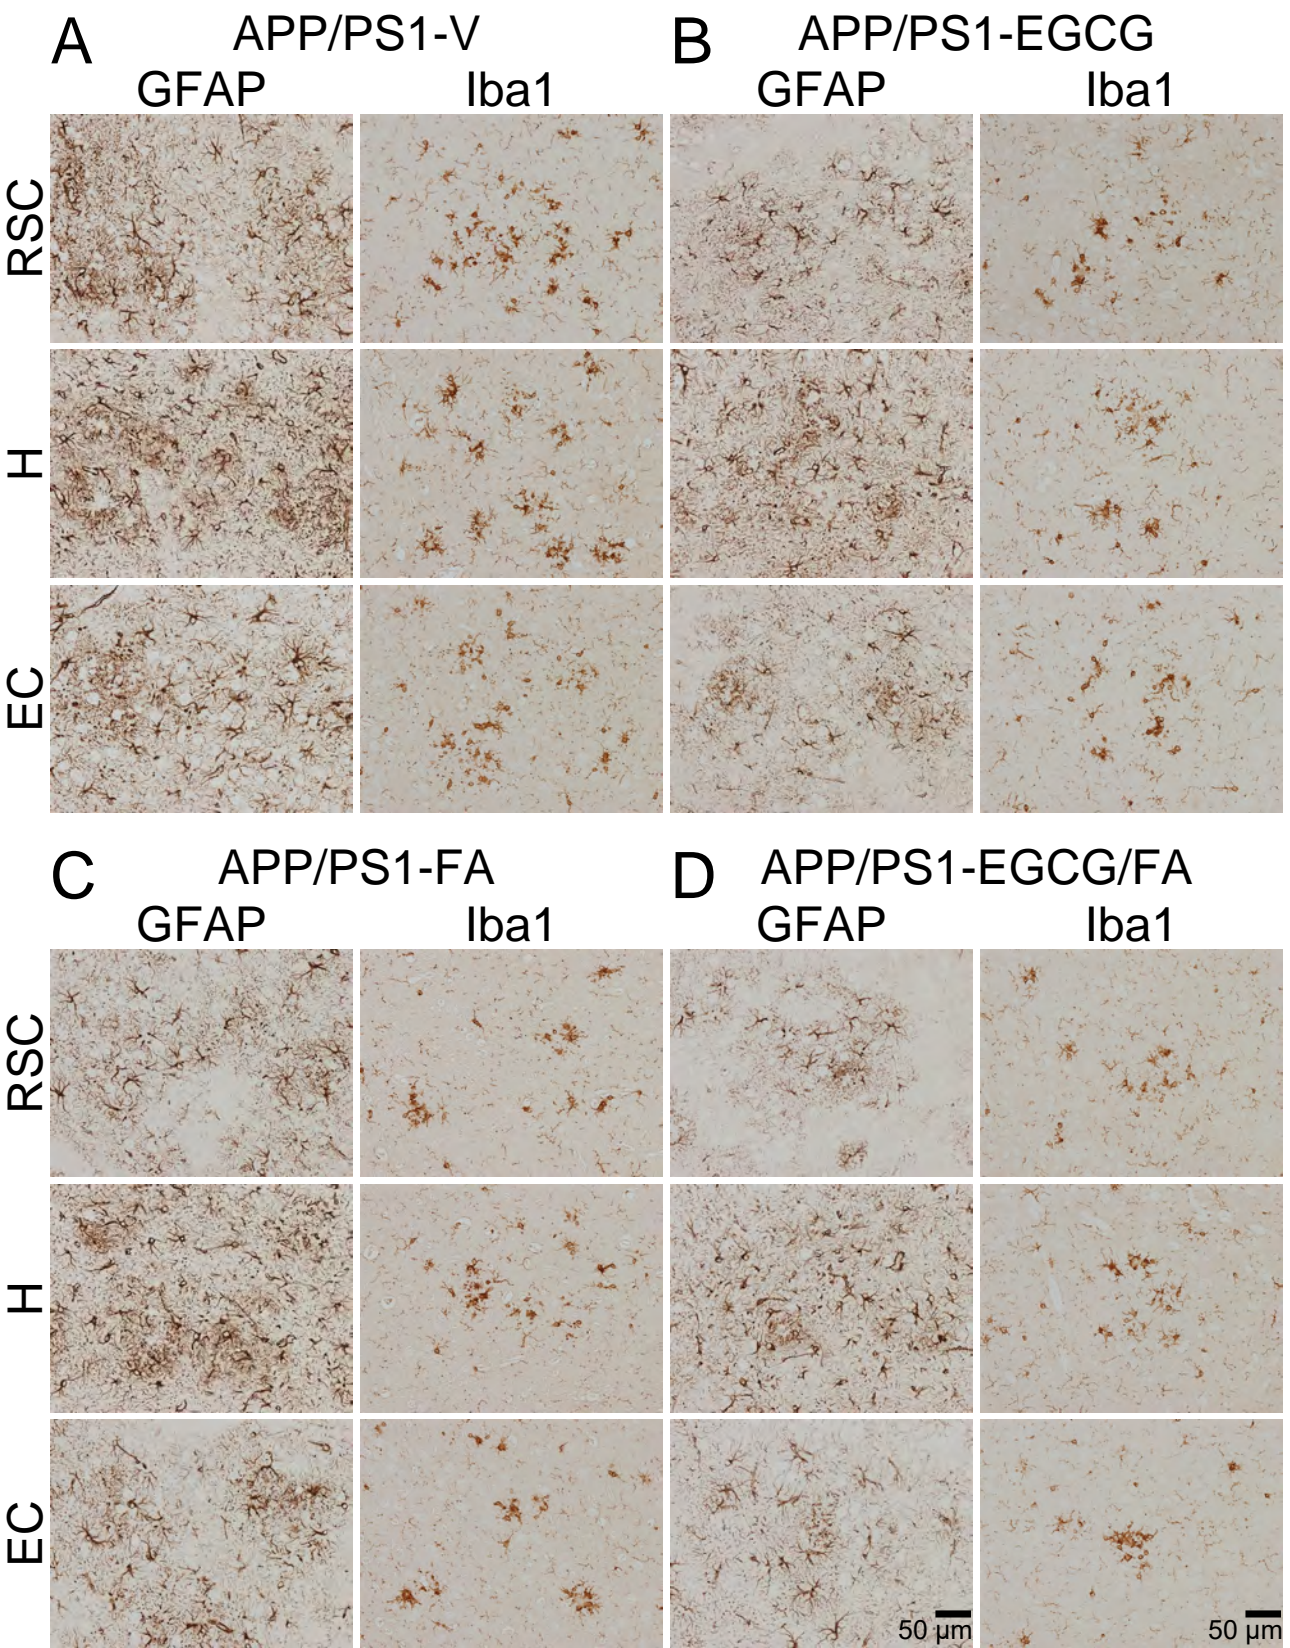 A APP/PS1-V B APP/PS1-EGCG
GFAP Iba1 GFAP Iba1
RSC
H
EC
C APP/PS1-FA D APP/PS1-EGCG/FA
GFAP Iba1 GFAP Iba1
RSC
H
EC
50 µm 50 µm